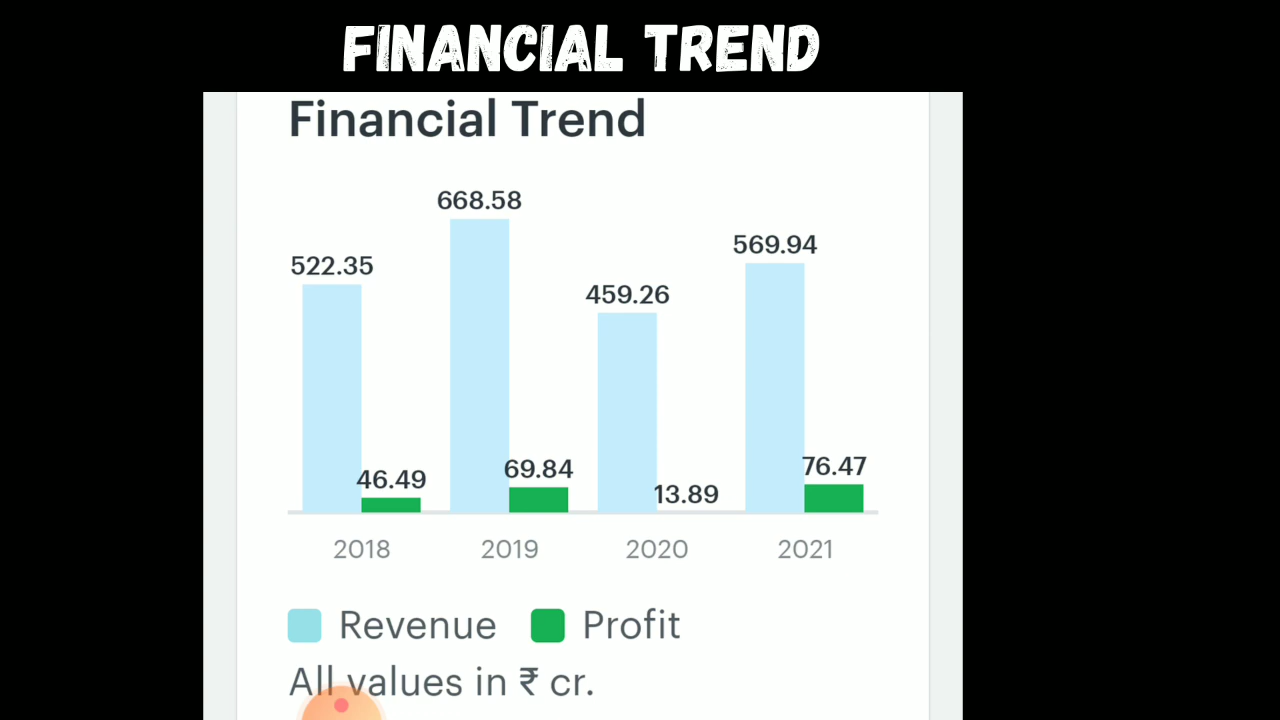 FINANCIAL TREND
Financial Trend
668.58
569.94
522.35
459.26
46.49
69.84
13.89
76.47
2018 2019 2020 2021
Revenue Profit
All values in ₹ cr.